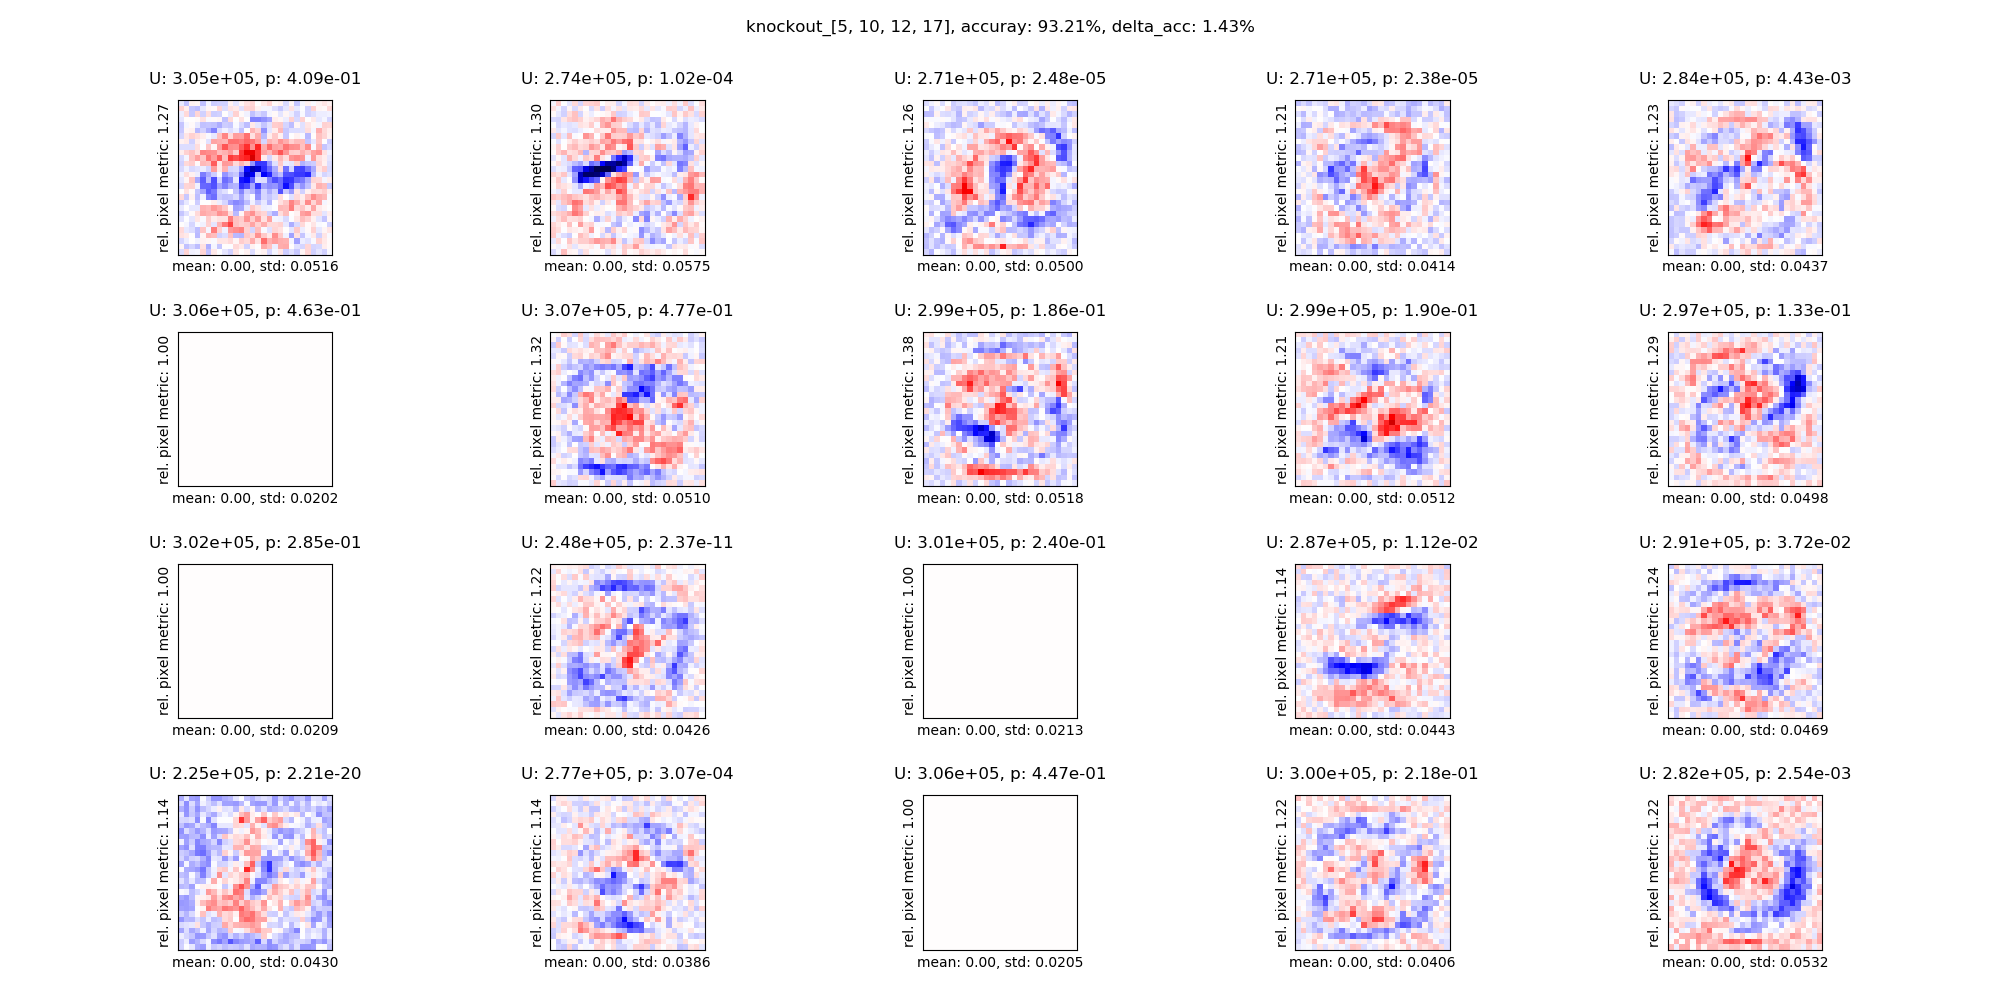 knockout_[5, 10, 12, 17], accuray: 93.21%, delta_acc: 1.43%
U: 3.05e+05, p: 4.09e-01
rel. pixel metric: 1.27
mean: 0.00, std: 0.0516
U: 2.74e+05, p: 1.02e-04
rel. pixel metric: 1.30
mean: 0.00, std: 0.0575
U: 2.71e+05, p: 2.48e-05
rel. pixel metric: 1.26
mean: 0.00, std: 0.0500
U: 2.71e+05, p: 2.38e-05
rel. pixel metric: 1.21
mean: 0.00, std: 0.0414
U: 2.84e+05, p: 4.43e-03
rel. pixel metric: 1.23
mean: 0.00, std: 0.0437
U: 3.06e+05, p: 4.63e-01
rel. pixel metric: 1.00
mean: 0.00, std: 0.0202
U: 3.07e+05, p: 4.77e-01
rel. pixel metric: 1.32
mean: 0.00, std: 0.0510
U: 2.99e+05, p: 1.86e-01
rel. pixel metric: 1.38
mean: 0.00, std: 0.0518
U: 2.99e+05, p: 1.90e-01
rel. pixel metric: 1.21
mean: 0.00, std: 0.0512
U: 2.97e+05, p: 1.33e-01
rel. pixel metric: 1.29
mean: 0.00, std: 0.0498
U: 3.02e+05, p: 2.85e-01
rel. pixel metric: 1.00
mean: 0.00, std: 0.0209
U: 2.48e+05, p: 2.37e-11
rel. pixel metric: 1.22
mean: 0.00, std: 0.0426
U: 3.01e+05, p: 2.40e-01
rel. pixel metric: 1.00
mean: 0.00, std: 0.0213
U: 2.87e+05, p: 1.12e-02
rel. pixel metric: 1.14
mean: 0.00, std: 0.0443
U: 2.91e+05, p: 3.72e-02
rel. pixel metric: 1.24
mean: 0.00, std: 0.0469
U: 2.25e+05, p: 2.21e-20
rel. pixel metric: 1.14
mean: 0.00, std: 0.0430
U: 2.77e+05, p: 3.07e-04
rel. pixel metric: 1.14
mean: 0.00, std: 0.0386
U: 3.06e+05, p: 4.47e-01
rel. pixel metric: 1.00
mean: 0.00, std: 0.0205
U: 3.00e+05, p: 2.18e-01
rel. pixel metric: 1.22
mean: 0.00, std: 0.0406
U: 2.82e+05, p: 2.54e-03
rel. pixel metric: 1.22
mean: 0.00, std: 0.0532